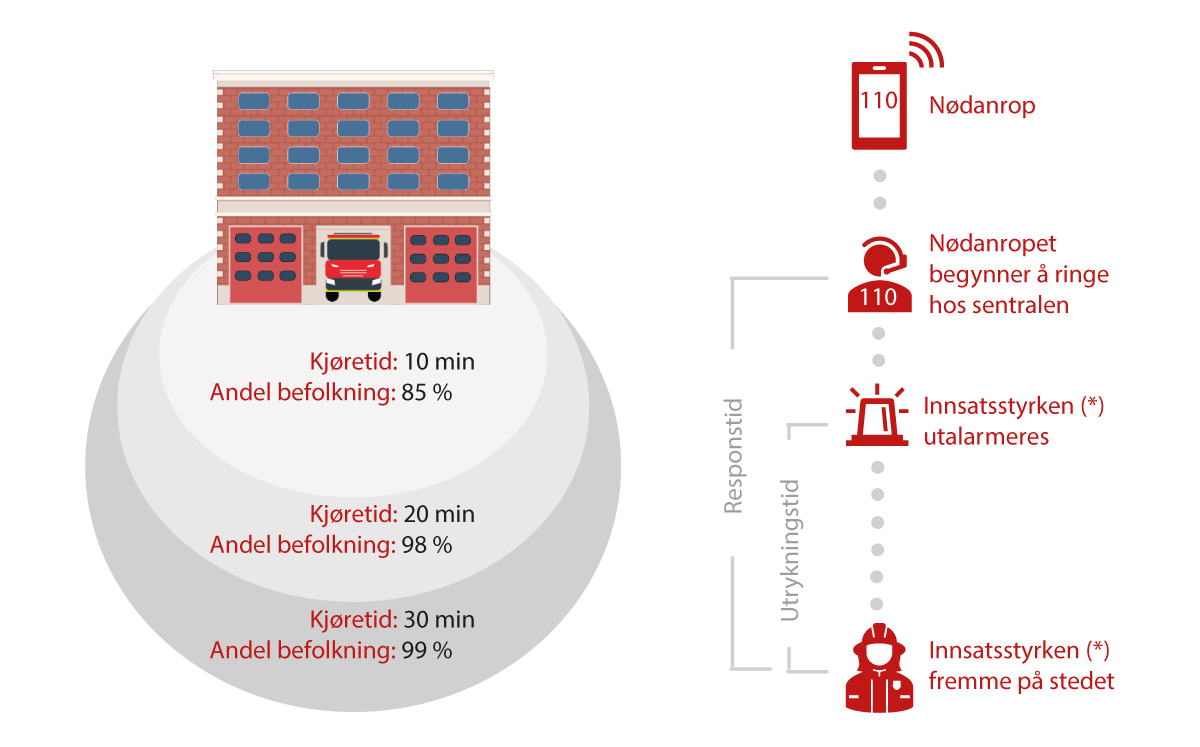 Kjøretid: 10 min
Andel befolkning: 85 %
Kjøretid: 20 min
Andel befolkning: 98 %
Kjøretid: 30 min
Andel befolkning: 99 %
110
Nødanrop
Nødanropet
begynner å ringe
hos sentralen
110
Innsatsstyrken (*)
utalarmeres
Responstid
Utrykningstid
Innsatsstyrken (*)
fremme på stedet